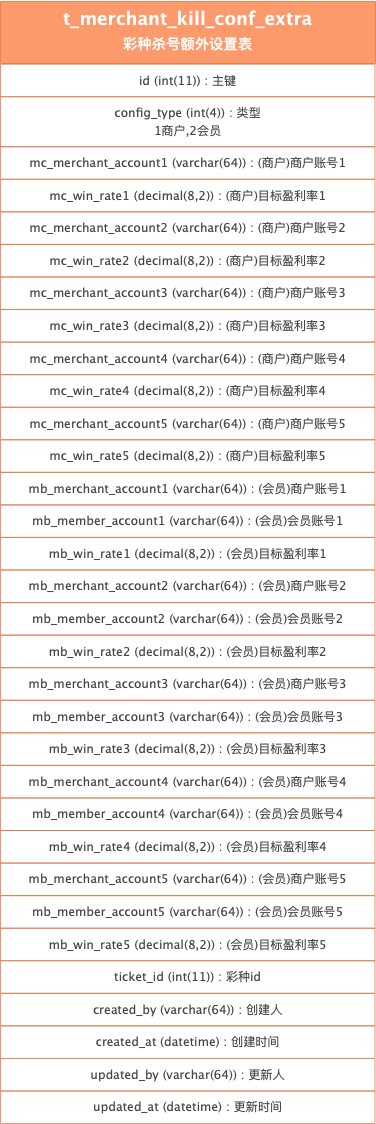 t_merchant_kill_conf_extra
彩种杀号额外设置表
id (int(11)) : 主键
config_type (int(4)) : 类型
1商户,2会员
mc_merchant_account1 (varchar(64)) : (商户)商户账号1
mc_win_rate1 (decimal(8,2)) : (商户)目标盈利率1
mc_merchant_account2 (varchar(64)) : (商户)商户账号2
mc_win_rate2 (decimal(8,2)) : (商户)目标盈利率2
mc_merchant_account3 (varchar(64)) : (商户)商户账号3
mc_win_rate3 (decimal(8,2)) : (商户)目标盈利率3
mc_merchant_account4 (varchar(64)) : (商户)商户账号4
mc_win_rate4 (decimal(8,2)) : (商户)目标盈利率4
mc_merchant_account5 (varchar(64)) : (商户)商户账号5
mc_win_rate5 (decimal(8,2)) : (商户)目标盈利率5
mb_merchant_account1 (varchar(64)) : (会员)商户账号1
mb_member_account1 (varchar(64)) : (会员)会员账号1
mb_win_rate1 (decimal(8,2)) : (会员)目标盈利率1
mb_merchant_account2 (varchar(64)) : (会员)商户账号2
mb_member_account2 (varchar(64)) : (会员)会员账号2
mb_win_rate2 (decimal(8,2)) : (会员)目标盈利率2
mb_merchant_account3 (varchar(64)) : (会员)商户账号3
mb_member_account3 (varchar(64)) : (会员)会员账号3
mb_win_rate3 (decimal(8,2)) : (会员)目标盈利率3
mb_merchant_account4 (varchar(64)) : (会员)商户账号4
mb_member_account4 (varchar(64)) : (会员)会员账号4
mb_win_rate4 (decimal(8,2)) : (会员)目标盈利率4
mb_merchant_account5 (varchar(64)) : (会员)商户账号5
mb_member_account5 (varchar(64)) : (会员)会员账号5
mb_win_rate5 (decimal(8,2)) : (会员)目标盈利率5
ticket_id (int(11)) : 彩种id
created_by (varchar(64)) : 创建人
created_at (datetime) : 创建时间
updated_by (varchar(64)) : 更新人
updated_at (datetime) : 更新时间